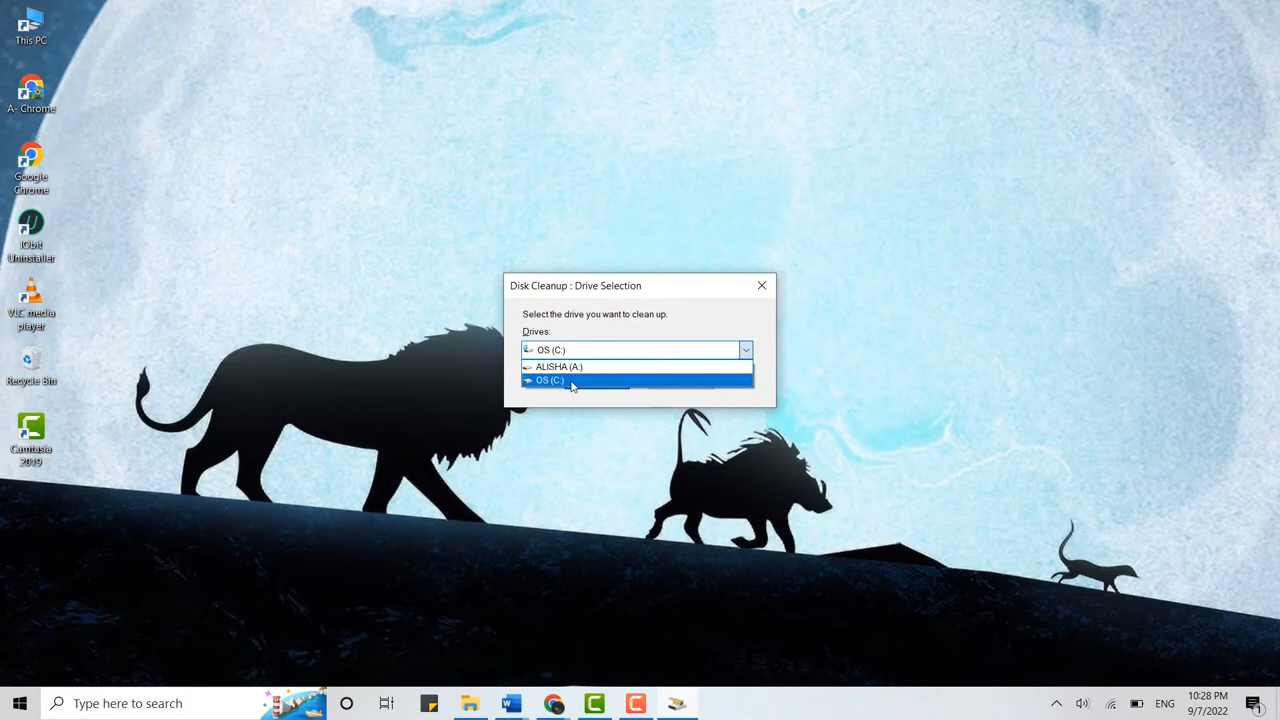 This PC
A- Chrome
Google
Chrome
IObit
Uninstaller
VLC media
player
Recycle Bin
Camtasia
2019
Disk Cleanup : Drive Selection
Select the drive you want to clean up.
Drives:
OS (C:)
ALISHA (A:)
OS (C:)
Type here to search
ENG
10:28 PM
9/7/2022
1